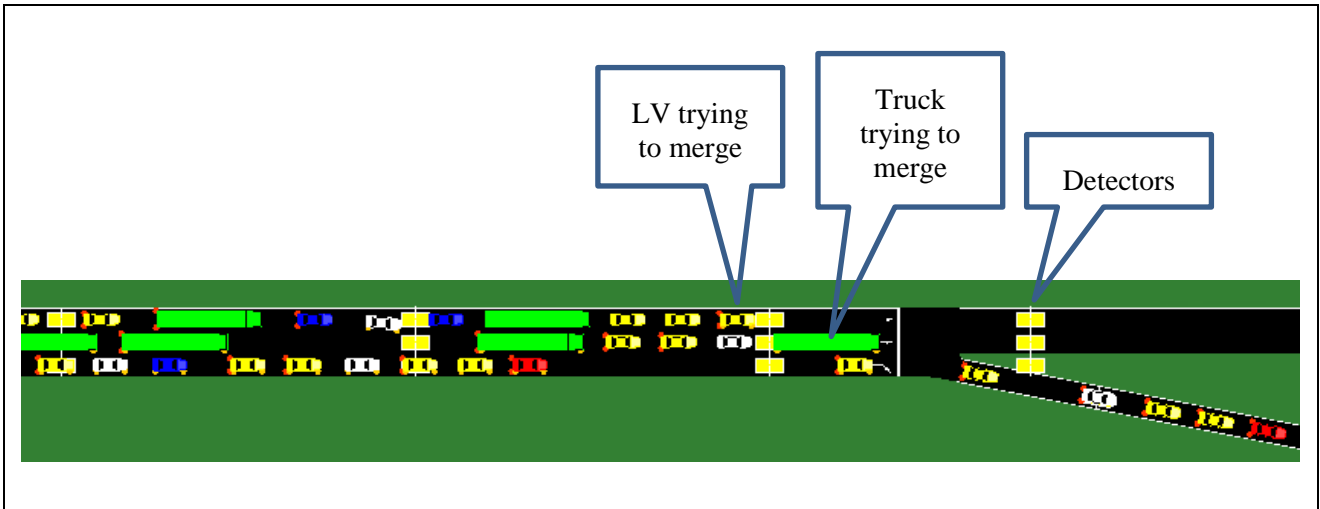 LV trying
to merge
Truck
trying to
merge
Detectors